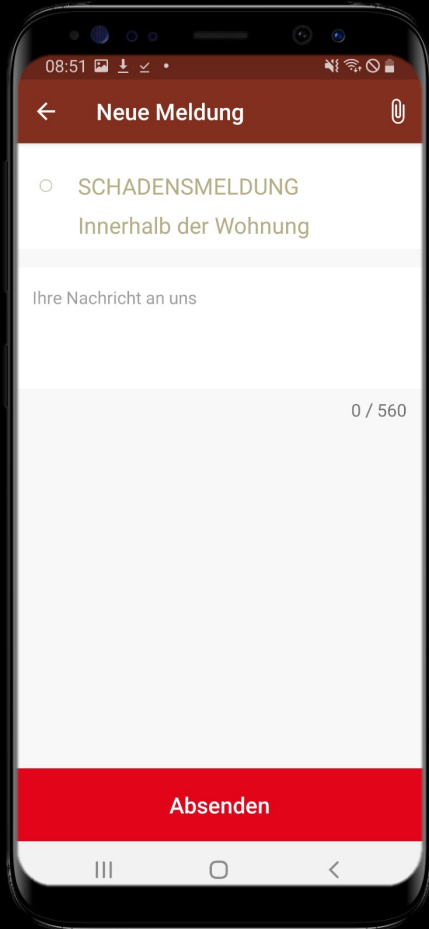 08:51
Neue Meldung
SCHADENSMELDUNG
Innerhalb der Wohnung
Ihre Nachricht an uns
0 / 560
Absenden